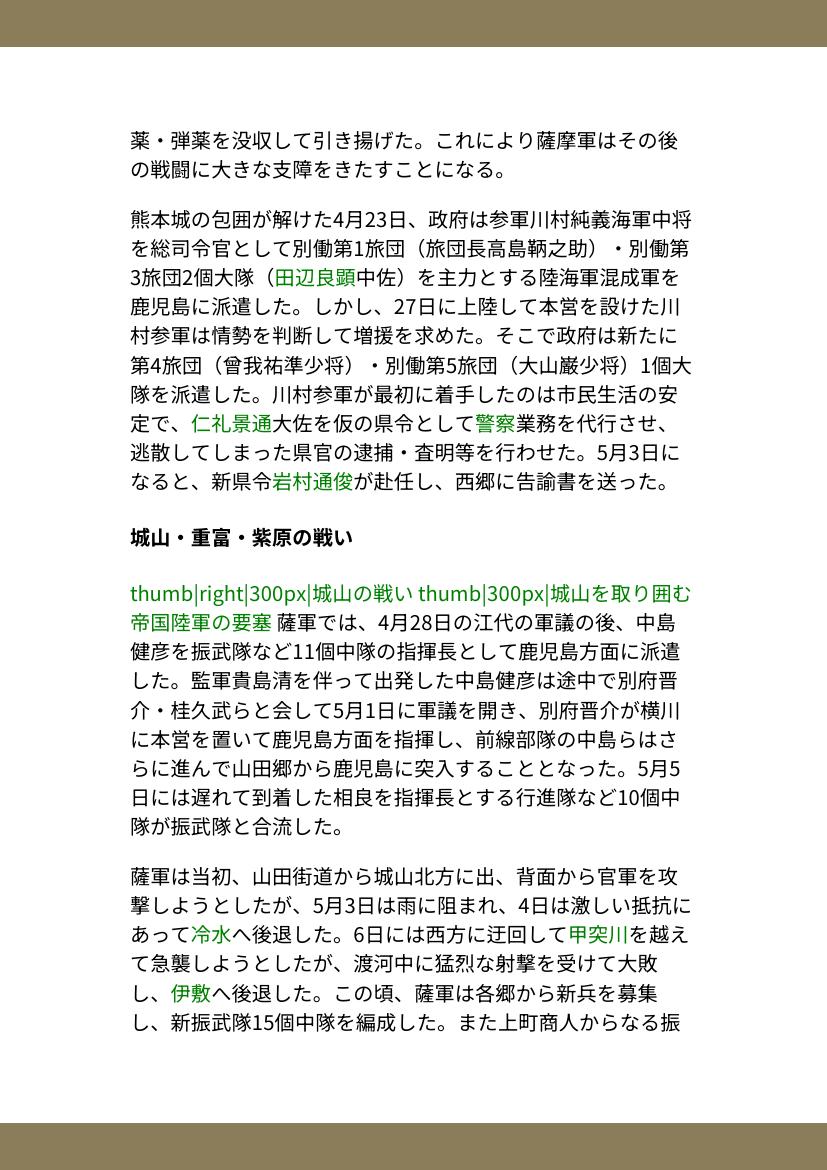 薬・弾薬を没収して引き揚げた。これにより薩摩軍はその後
の戦闘に大きな支障をきたすことになる。
熊本城の包囲が解けた4月23日、政府は参軍川村純義海軍中将
を総司令官として別働第1旅団（旅団長高島鞆之助）・別働第
3旅団2個大隊（田辺良顕中佐）を主力とする陸海軍混成軍を
鹿児島に派遣した。しかし、27日に上陸して本営を設けた川
村参軍は情勢を判断して増援を求めた。そこで政府は新たに
第4旅団（曾我祐準少将）・別働第5旅団（大山巌少将）1個大
隊を派遣した。川村参軍が最初に着手したのは市民生活の安
定で、仁礼景通大佐を仮の県令として警察業務を代行させ、
逃散してしまった県官の逮捕・査明等を行わせた。5月3日に
なると、新県令岩村通俊が赴任し、西郷に告諭書を送った。
城山・重富・紫原の戦い
thumb|right|300px|城山の戦い thumb|300px|城山を取り囲む
帝国陸軍の要塞 薩軍では、4月28日の江代の軍議の後、中島
健彦を振武隊など11個中隊の指揮長として鹿児島方面に派遣
した。監軍貴島清を伴って出発した中島健彦は途中で別府晋
介・桂久武らと会して5月1日に軍議を開き、別府晋介が横川
に本営を置いて鹿児島方面を指揮し、前線部隊の中島らはさ
らに進んで山田郷から鹿児島に突入することとなった。5月5
日には遅れて到着した相良を指揮長とする行進隊など10個中
隊が振武隊と合流した。
薩軍は当初、山田街道から城山北方に出、背面から官軍を攻
撃しようとしたが、5月3日は雨に阻まれ、4日は激しい抵抗に
あって冷水へ後退した。6日には西方に迂回して甲突川を越え
て急襲しようとしたが、渡河中に猛烈な射撃を受けて大敗
し、伊敷へ後退した。この頃、薩軍は各郷から新兵を募集
し、新振武隊15個中隊を編成した。また上町商人からなる振